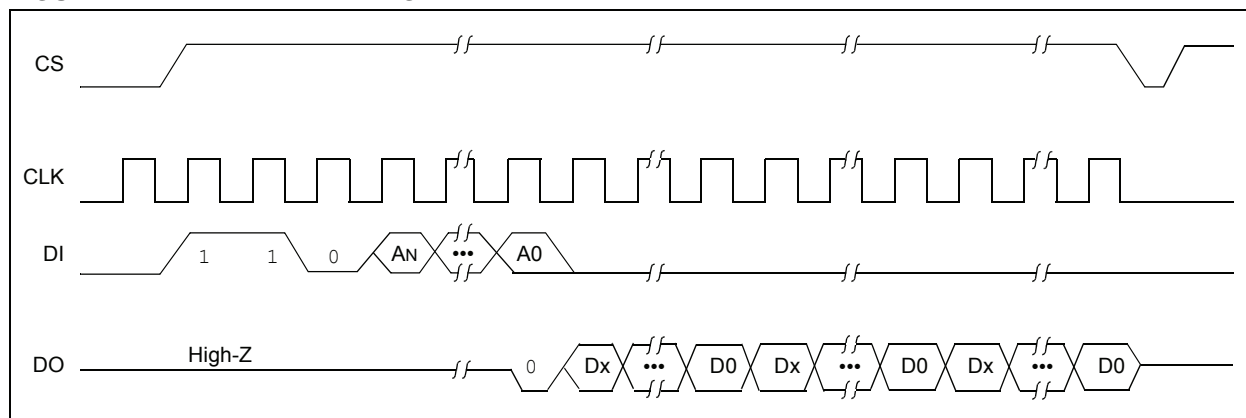 CS
CLK
DI 1 1 0 AN ••• A0
High-Z
DO 0 Dx ••• D0 Dx ••• D0 Dx ••• D0